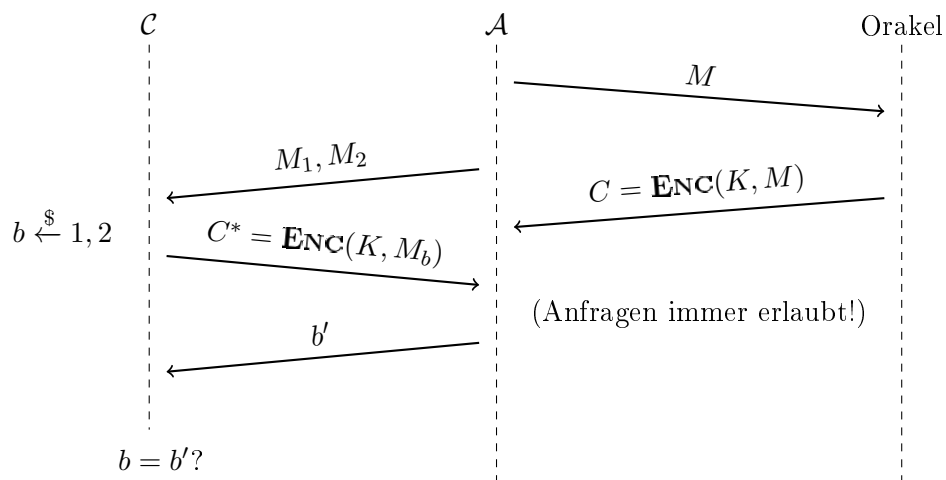 C A Orakel
M
M₁, M₂
C = ENC(K, M)
b ←$ 1, 2
C* = ENC(K, M_b)
(Anfragen immer erlaubt!)
b′
b = b′?